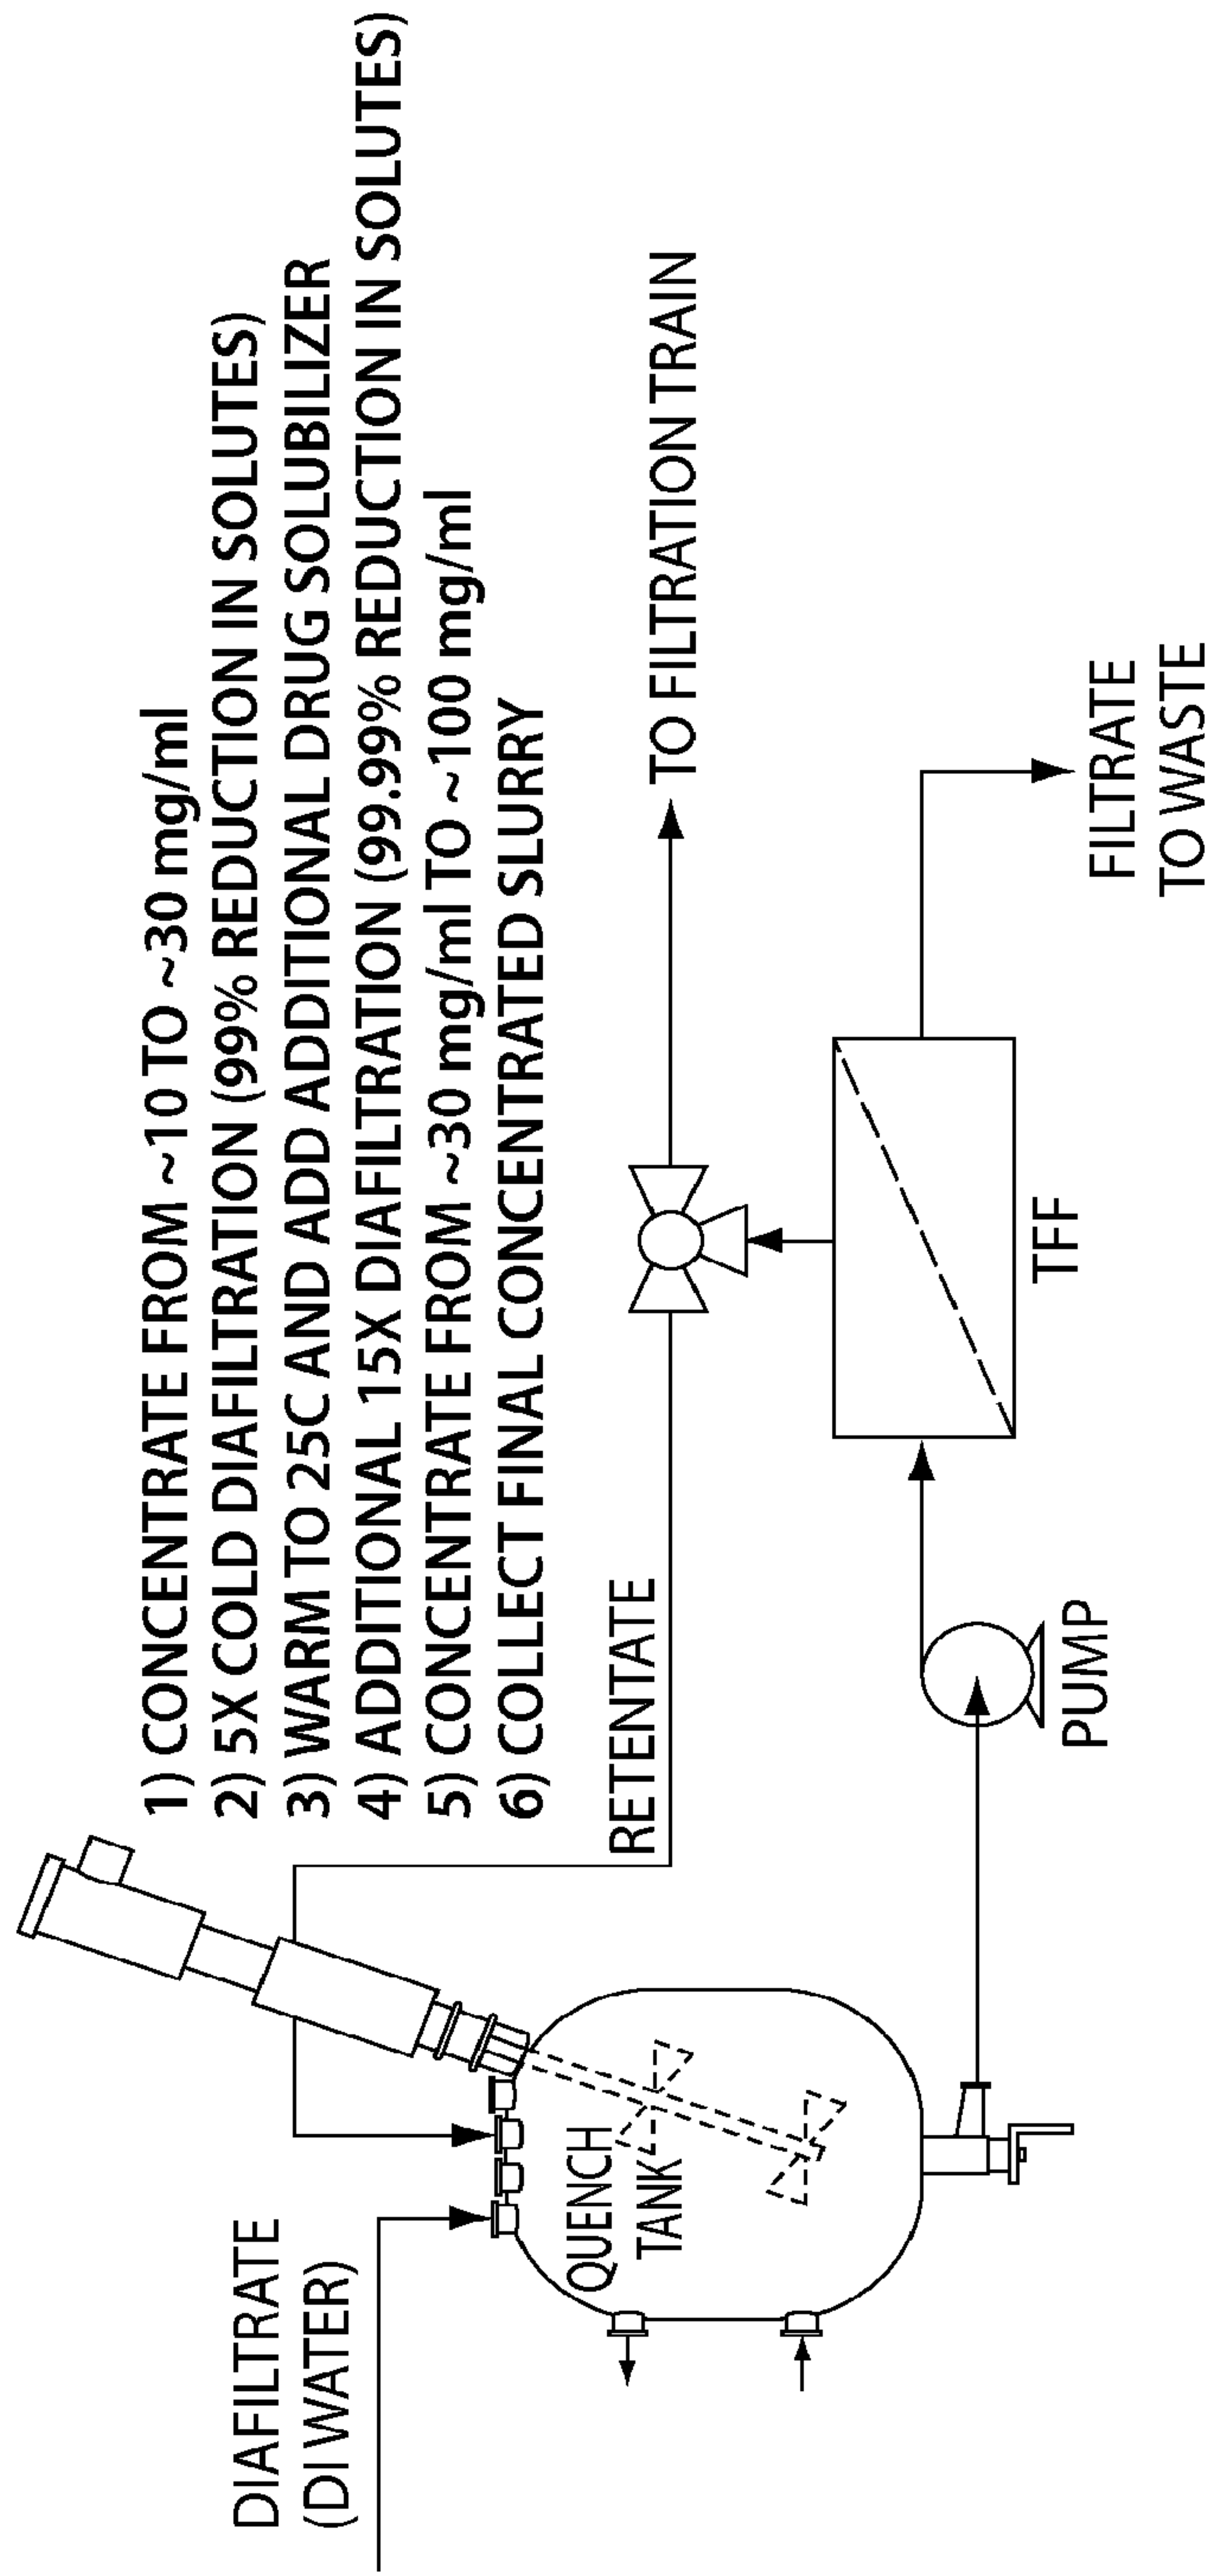 1) CONCENTRATE FROM ~10 TO ~30 mg/ml
2) 5X COLD DIAFILTRATION (99% REDUCTION IN SOLUTES)
3) WARM TO 25C AND ADD ADDITIONAL DRUG SOLUBILIZER
4) ADDITIONAL 15X DIAFILTRATION (99.99% REDUCTION IN SOLUTES)
5) CONCENTRATE FROM ~30 mg/ml TO ~100 mg/ml
6) COLLECT FINAL CONCENTRATED SLURRY
DIAFILTRATE
(DI WATER)
RETENTATE
TO FILTRATION TRAIN
QUENCH
TANK
PUMP
TFF
FILTRATE
TO WASTE